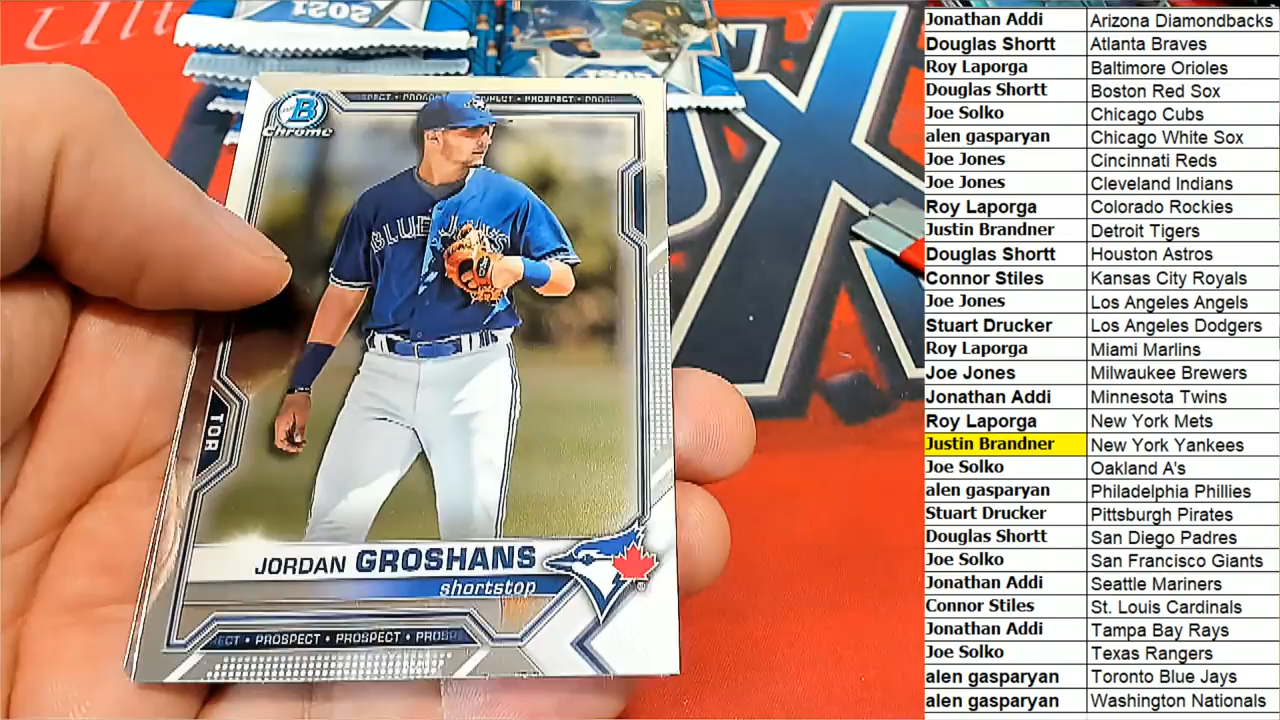 2021
2021
B
Chrome
PROSPECT • PROSPECT
BLUE JAYS
TOR
JORDAN GROSHANS
shortstop
ECT • PROSPECT • PROSPECT • PROSP
Jonathan Addi Arizona Diamondbacks
Douglas Shortt Atlanta Braves
Roy Laporga Baltimore Orioles
Douglas Shortt Boston Red Sox
Joe Solko Chicago Cubs
alen gasparyan Chicago White Sox
Joe Jones Cincinnati Reds
Joe Jones Cleveland Indians
Roy Laporga Colorado Rockies
Justin Brandner Detroit Tigers
Douglas Shortt Houston Astros
Connor Stiles Kansas City Royals
Joe Jones Los Angeles Angels
Stuart Drucker Los Angeles Dodgers
Roy Laporga Miami Marlins
Joe Jones Milwaukee Brewers
Jonathan Addi Minnesota Twins
Roy Laporga New York Mets
Justin Brandner New York Yankees
Joe Solko Oakland A's
alen gasparyan Philadelphia Phillies
Stuart Drucker Pittsburgh Pirates
Douglas Shortt San Diego Padres
Joe Solko San Francisco Giants
Jonathan Addi Seattle Mariners
Connor Stiles St. Louis Cardinals
Jonathan Addi Tampa Bay Rays
Joe Solko Texas Rangers
alen gasparyan Toronto Blue Jays
alen gasparyan Washington Nationals